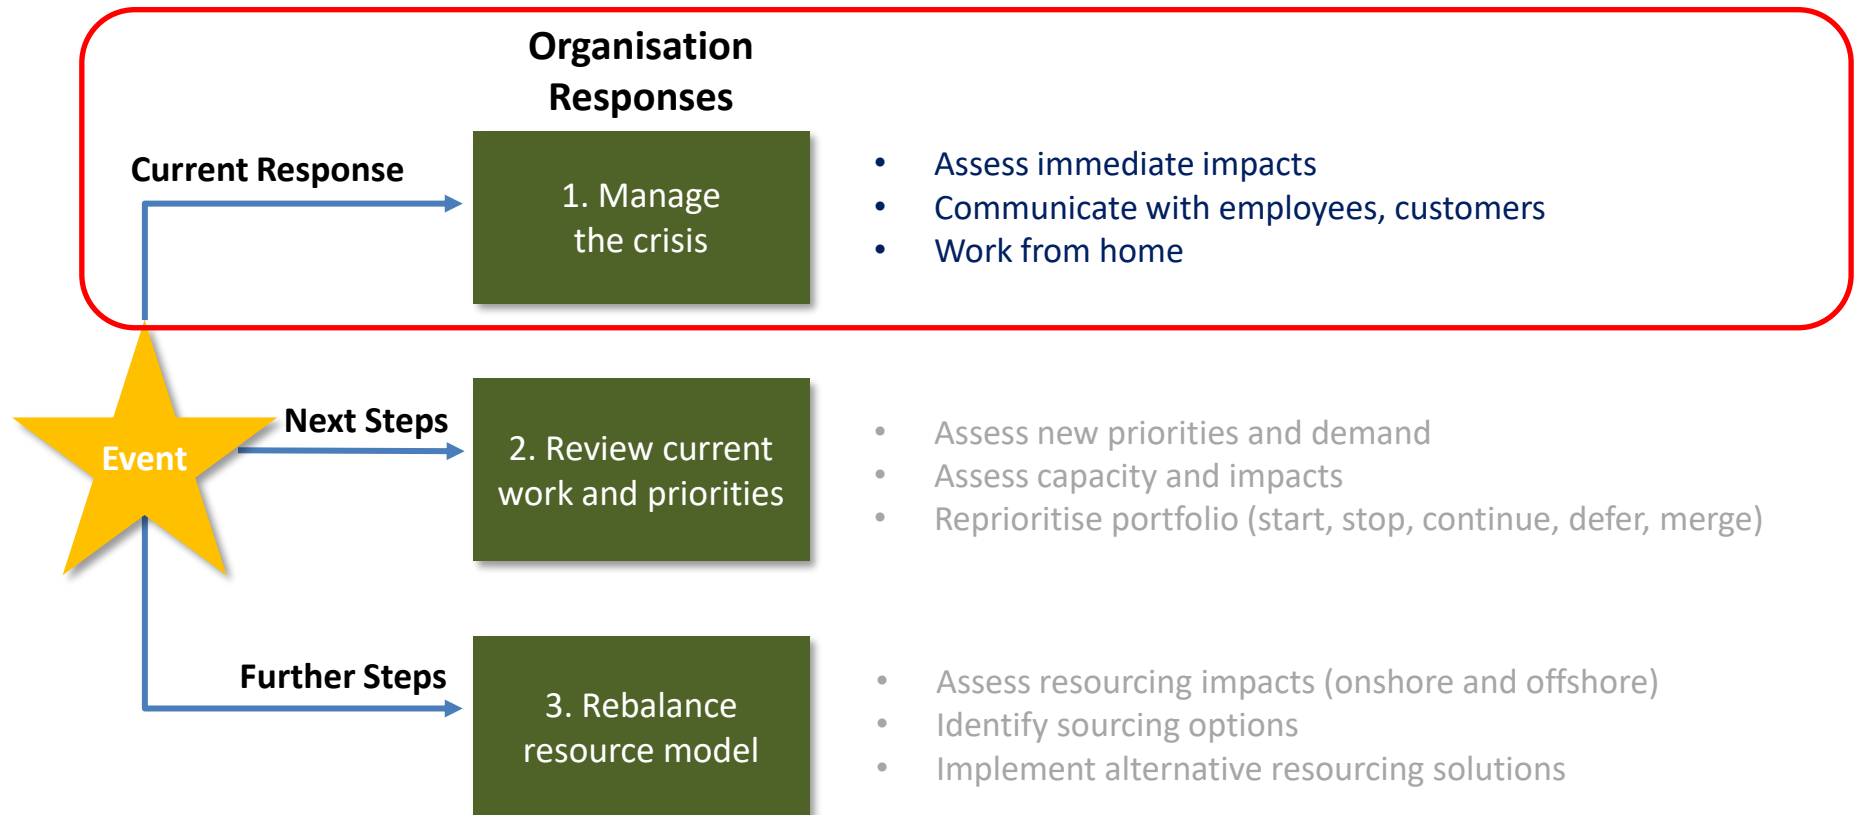 Organisation
Responses
Current Response
1. Manage
the crisis
• Assess immediate impacts
• Communicate with employees, customers
• Work from home
Event
Next Steps
2. Review current
work and priorities
• Assess new priorities and demand
• Assess capacity and impacts
• Reprioritise portfolio (start, stop, continue, defer, merge)
Further Steps
3. Rebalance
resource model
• Assess resourcing impacts (onshore and offshore)
• Identify sourcing options
• Implement alternative resourcing solutions